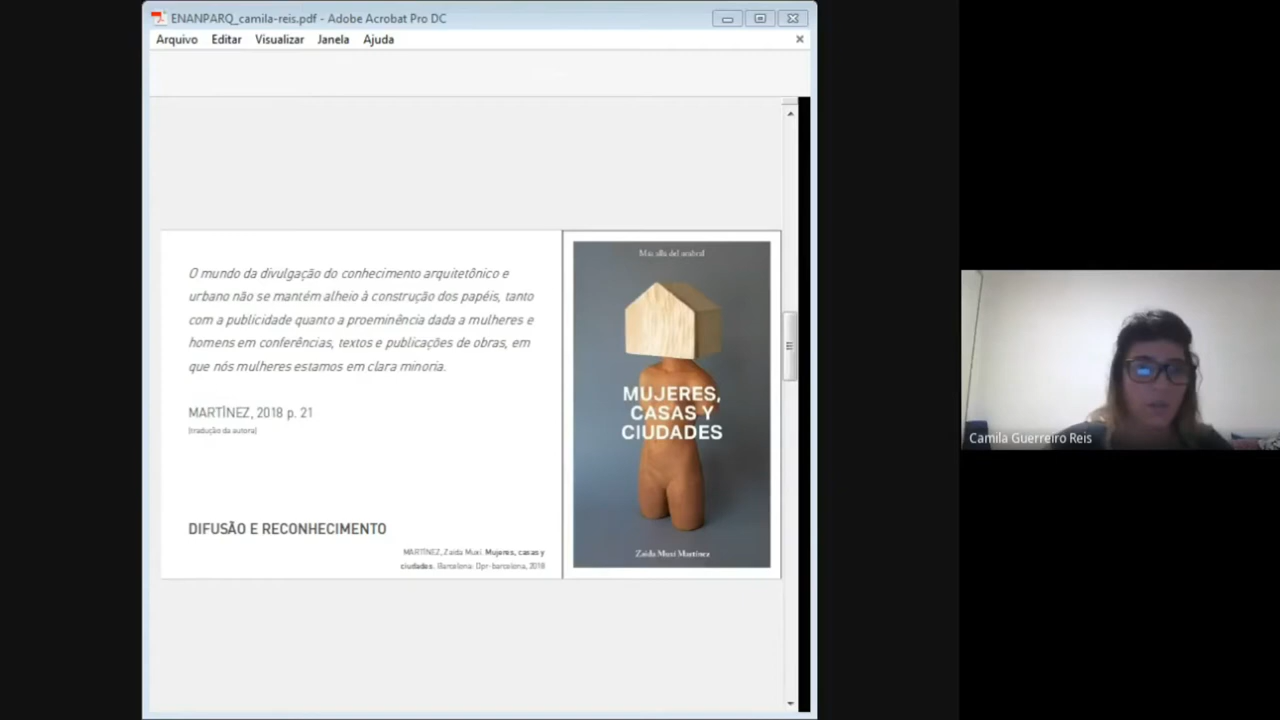 ENANPARQ_camila-reis.pdf - Adobe Acrobat Pro DC
Arquivo Editar Visualizar Janela Ajuda
O mundo da divulgação do conhecimento arquitetônico e
urbano não se mantém alheio à construção dos papéis, tanto
com a publicidade quanto a proeminência dada a mulheres e
homens em conferências, textos e publicações de obras, em
que nós mulheres estamos em clara minoria.
MARTÍNEZ, 2018 p. 21
(tradução da autora)
DIFUSÃO E RECONHECIMENTO
MARTÍNEZ, Zaida Muxí. Mujeres, casas y
ciudades. Barcelona: Dpr-barcelona, 2018
Más allá del umbral
MUJERES,
CASAS Y
CIUDADES
Zaida Muxí Martínez
Camila Guerreiro Reis